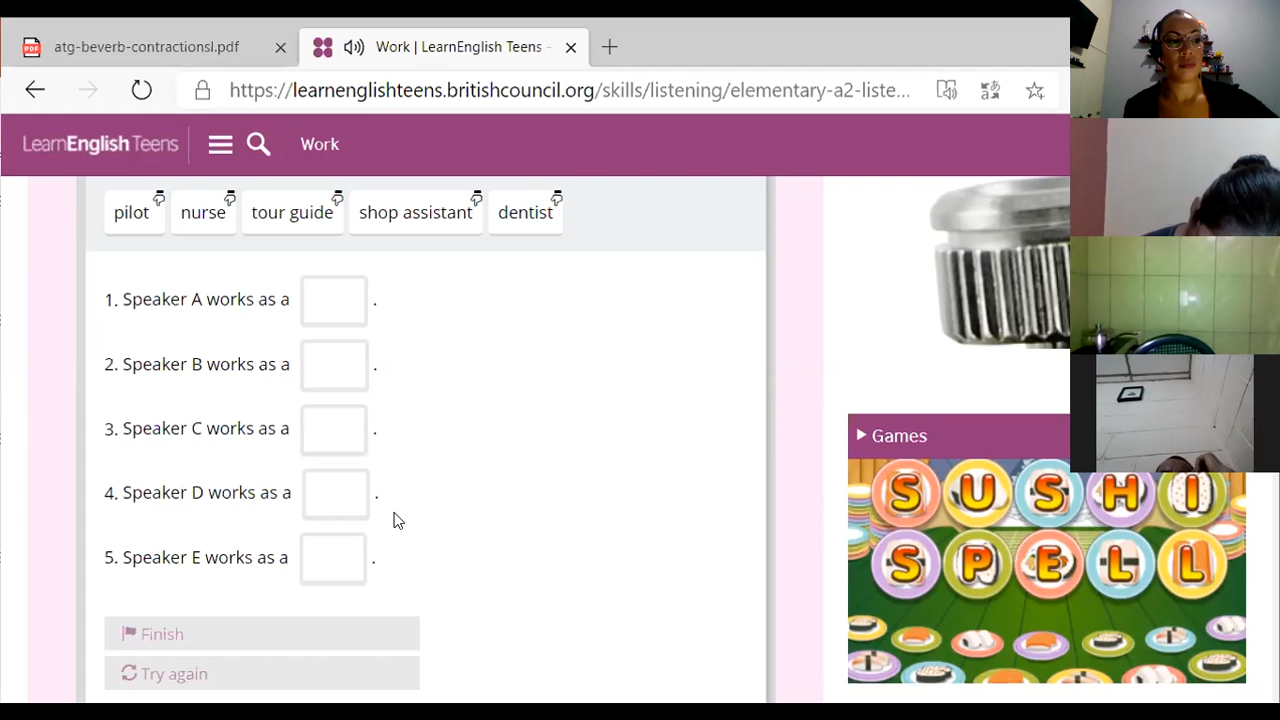 atg-beverb-contractionsl.pdf
Work | LearnEnglish Teens -
https://learnenglishteens.britishcouncil.org/skills/listening/elementary-a2-liste...
LearnEnglish Teens
Work
pilot
nurse
tour guide
shop assistant
dentist
1. Speaker A works as a .
2. Speaker B works as a .
3. Speaker C works as a .
4. Speaker D works as a .
5. Speaker E works as a .
Finish
Try again
Games
SUSHI
SPELL